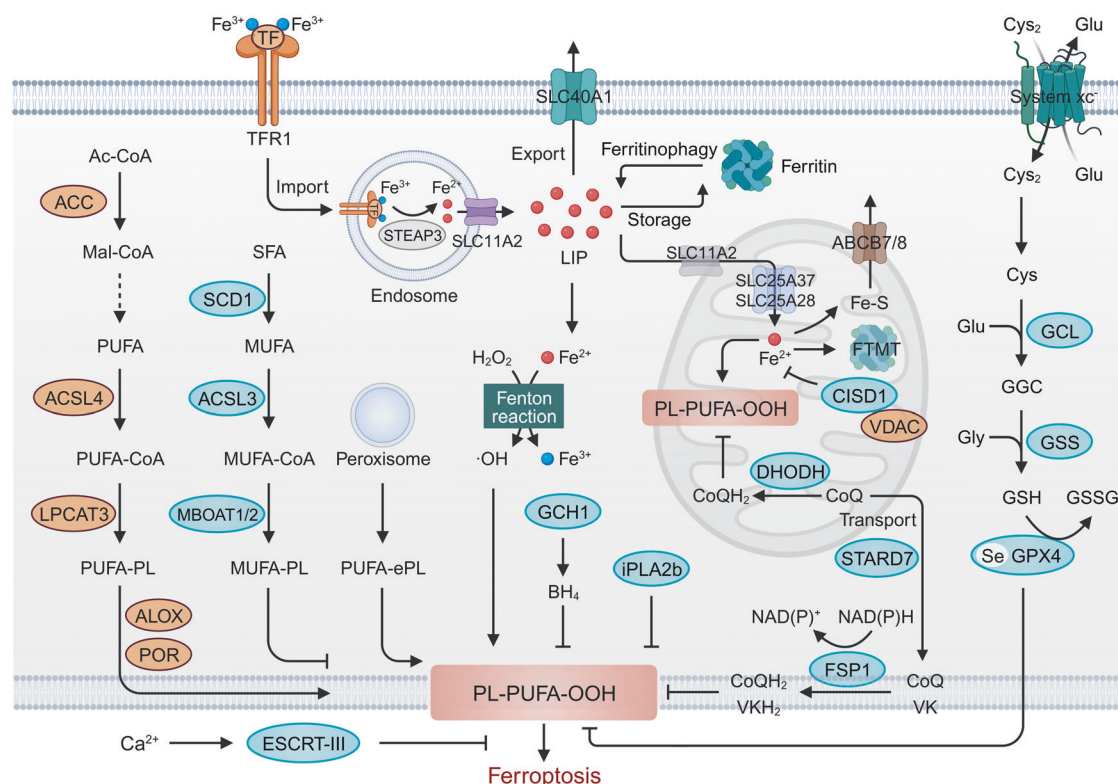 Fe³⁺ Fe³⁺
TF
TFR1
Import
Ac-CoA
ACC
Mal-CoA
PUFA
ACSL4
PUFA-CoA
LPCAT3
PUFA-PL
ALOX
POR
SFA
SCD1
MUFA
ACSL3
MUFA-CoA
MBOAT1/2
MUFA-PL
Peroxisome
PUFA-ePL
Fe³⁺ Fe²⁺
TF
STEAP3
SLC11A2
Endosome
SLC40A1
Export
LIP
Ferritinophagy
Ferritin
Storage
H₂O₂ Fe²⁺
Fenton
reaction
·OH Fe³⁺
GCH1
BH₄
iPLA2b
SLC11A2
SLC25A37
SLC25A28
ABCB7/8
Fe-S
Fe²⁺
FTMT
CISD1
VDAC
PL-PUFA-OOH
DHODH
CoQH₂ CoQ
Transport
STARD7
NAD(P)⁺ NAD(P)H
FSP1
CoQH₂ CoQ
VKH₂ VK
Cys₂ Glu
System xc⁻
Cys₂ Glu
Cys
Glu GCL
GGC
Gly GSS
GSH GSSG
Se GPX4
PL-PUFA-OOH
Ca²⁺ ESCRT-III
Ferroptosis